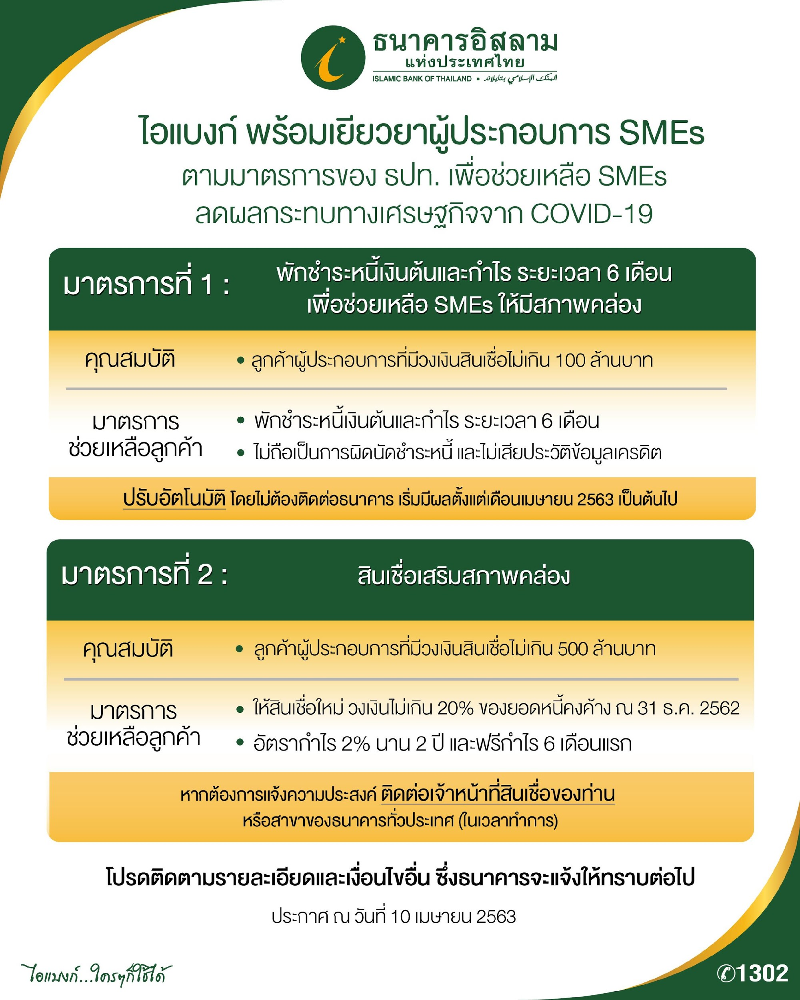 ธนาคารอิสลาม
แห่งประเทศไทย
ISLAMIC BANK OF THAILAND • البنك الإسلامي بتايلاند
ไอแบงก์ พร้อมเยียวยาผู้ประกอบการ SMEs
ตามมาตรการของ ธปท. เพื่อช่วยเหลือ SMEs
ลดผลกระทบทางเศรษฐกิจจาก COVID-19
มาตรการที่ 1 :
พักชำระหนี้เงินต้นและกำไร ระยะเวลา 6 เดือน
เพื่อช่วยเหลือ SMEs ให้มีสภาพคล่อง
คุณสมบัติ
• ลูกค้าผู้ประกอบการที่มีวงเงินสินเชื่อไม่เกิน 100 ล้านบาท
มาตรการ
ช่วยเหลือลูกค้า
• พักชำระหนี้เงินต้นและกำไร ระยะเวลา 6 เดือน
• ไม่ถือเป็นการผิดนัดชำระหนี้ และไม่เสียประวัติข้อมูลเครดิต
ปรับอัตโนมัติ โดยไม่ต้องติดต่อธนาคาร เริ่มมีผลตั้งแต่เดือนเมษายน 2563 เป็นต้นไป
มาตรการที่ 2 :
สินเชื่อเสริมสภาพคล่อง
คุณสมบัติ
• ลูกค้าผู้ประกอบการที่มีวงเงินสินเชื่อไม่เกิน 500 ล้านบาท
มาตรการ
ช่วยเหลือลูกค้า
• ให้สินเชื่อใหม่ วงเงินไม่เกิน 20% ของยอดหนี้คงค้าง ณ 31 ธ.ค. 2562
• อัตรากำไร 2% นาน 2 ปี และฟรีกำไร 6 เดือนแรก
หากต้องการแจ้งความประสงค์ ติดต่อเจ้าหน้าที่สินเชื่อของท่าน
หรือสาขาของธนาคารทั่วประเทศ (ในเวลาทำการ)
โปรดติดตามรายละเอียดและเงื่อนไขอื่น ซึ่งธนาคารจะแจ้งให้ทราบต่อไป
ประกาศ ณ วันที่ 10 เมษายน 2563
ไอแบงก์...ใครๆก็ใช้ได้
✆1302